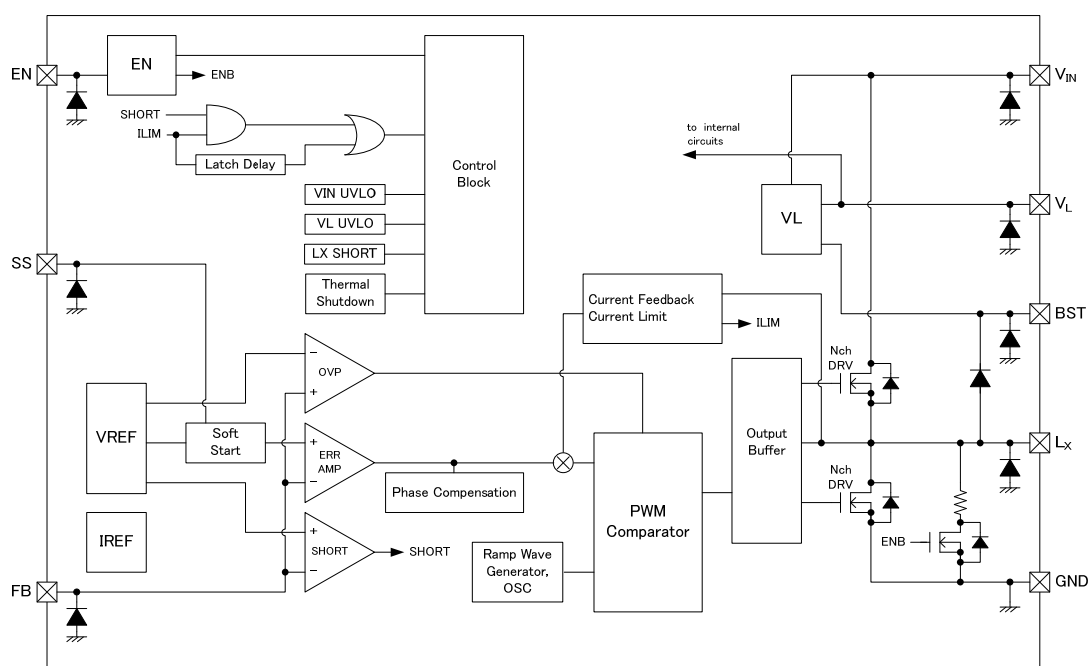 EN
EN
ENB
SHORT
ILIM
Latch Delay
VIN UVLO
VL UVLO
LX SHORT
Thermal
Shutdown
Control
Block
to internal
circuits
VIN
VL
VL
SS
Current Feedback
Current Limit
ILIM
BST
Nch
DRV
OVP
−
+
VREF
Soft
Start
+
ERR
AMP
−
Phase Compensation
Output
Buffer
LX
Nch
DRV
PWM
Comparator
IREF
+
SHORT
−
SHORT
Ramp Wave
Generator,
OSC
ENB
FB
GND